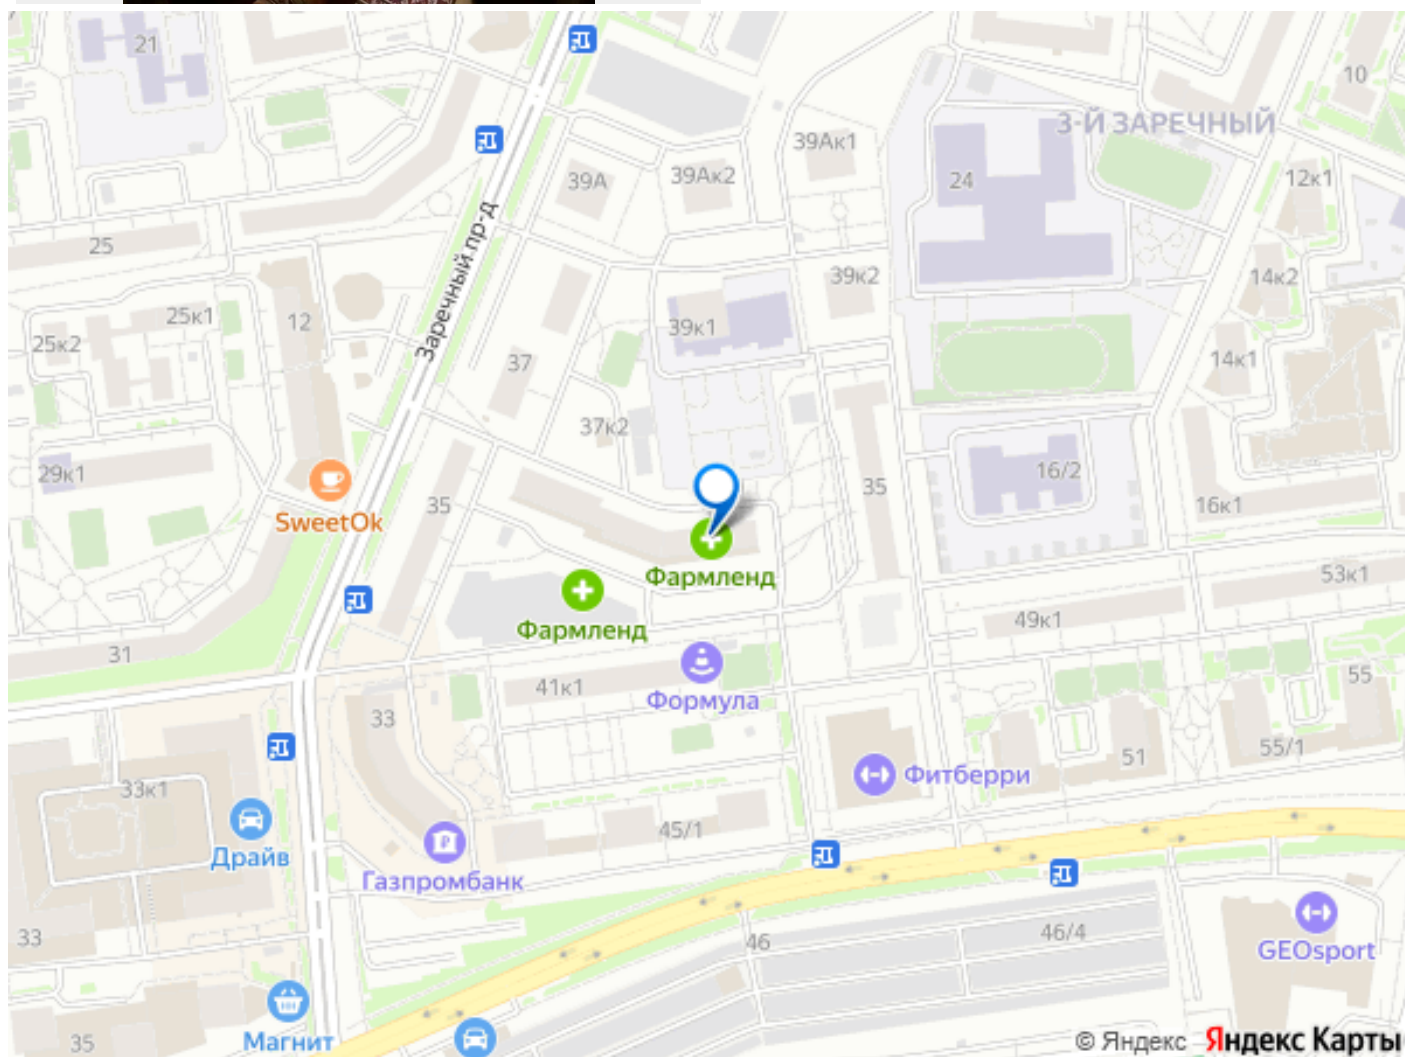 21
10
3-Й ЗАРЕЧНЫЙ
39Ак1
39А
39Ак2
24
12к1
Заречный пр-д
25
39к2
14к2
25к1
12
39к1
25к2
37
14к1
37к2
29к1
16/2
35
35
16к1
SweetOk
Фармленд
53к1
Фармленд
49к1
31
55
41к1
Формула
33
55/1
51
33к1
Фитберри
45/1
Драйв
Газпромбанк
33
46
46/4
GEOsport
35
Магнит
© Яндекс Яндекс Карты